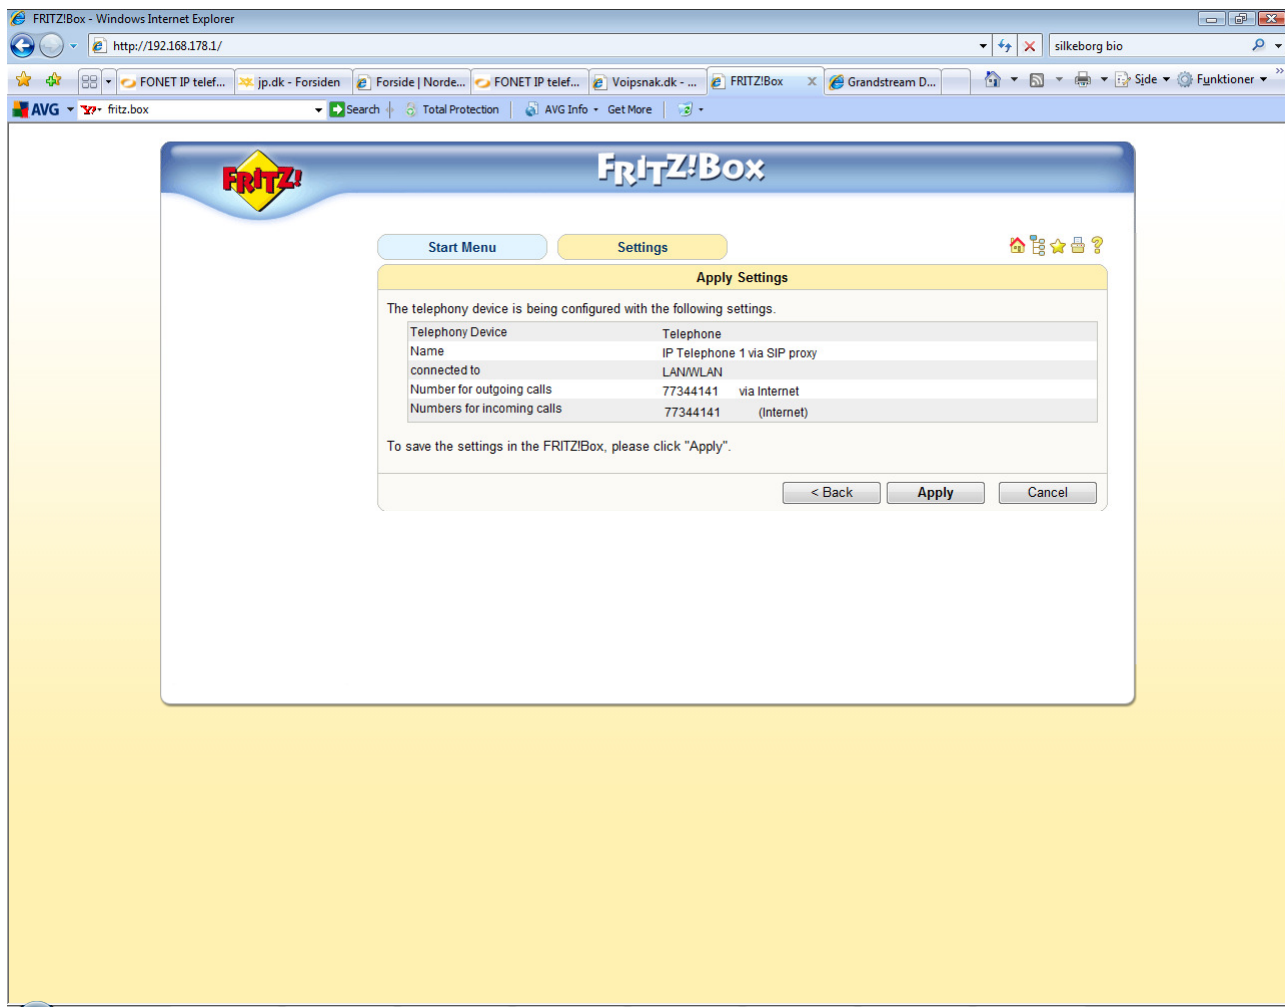 FRITZ!Box - Windows Internet Explorer
http://192.168.178.1/ silkeborg bio
FONET IP telef... jp.dk - Forsiden Forside | Norde... FONET IP telef... Voipsnak.dk - ... FRITZ!Box Grandstream D... Side Funktioner
AVG fritz.box Search Total Protection AVG Info Get More
FRITZ! FRITZ!Box
Start Menu Settings
Apply Settings
The telephony device is being configured with the following settings.
Telephony Device Telephone
Name IP Telephone 1 via SIP proxy
connected to LAN/WLAN
Number for outgoing calls 77344141 via Internet
Numbers for incoming calls 77344141 (Internet)
To save the settings in the FRITZ!Box, please click "Apply".
< Back Apply Cancel